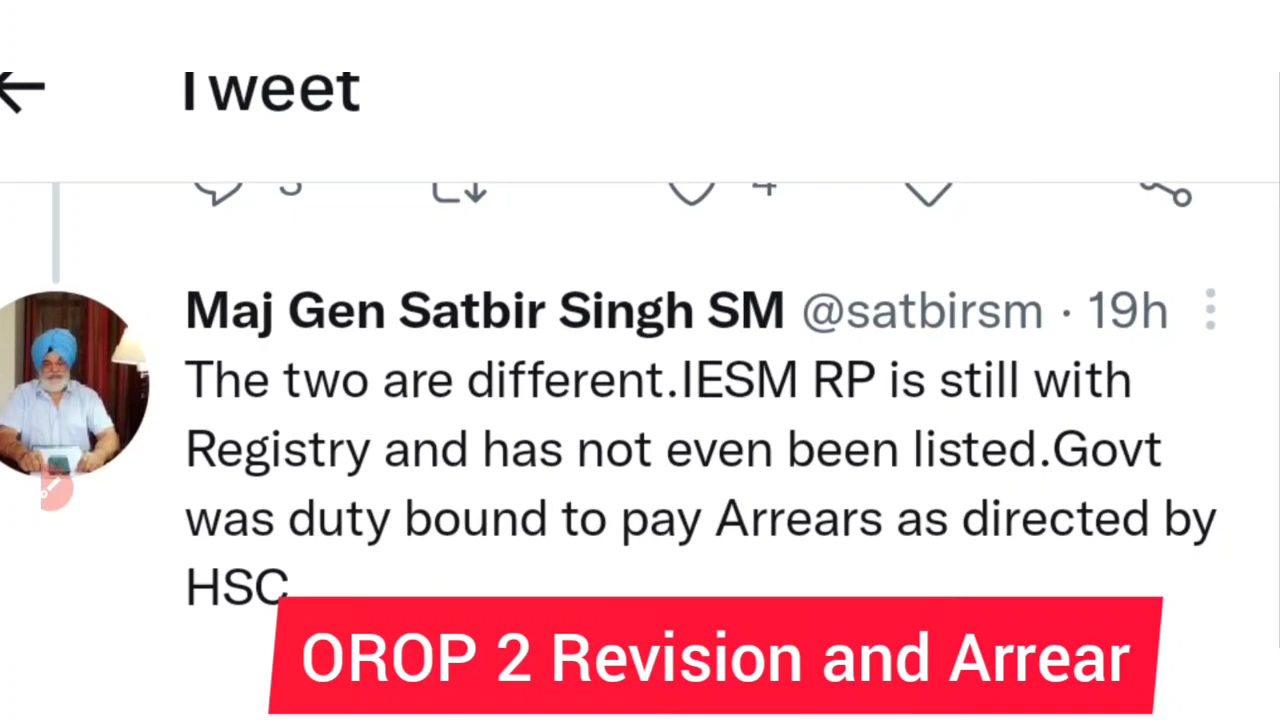 Tweet
Maj Gen Satbir Singh SM @satbirsm · 19h
The two are different.IESM RP is still with
Registry and has not even been listed.Govt
was duty bound to pay Arrears as directed by
HSC
OROP 2 Revision and Arrear